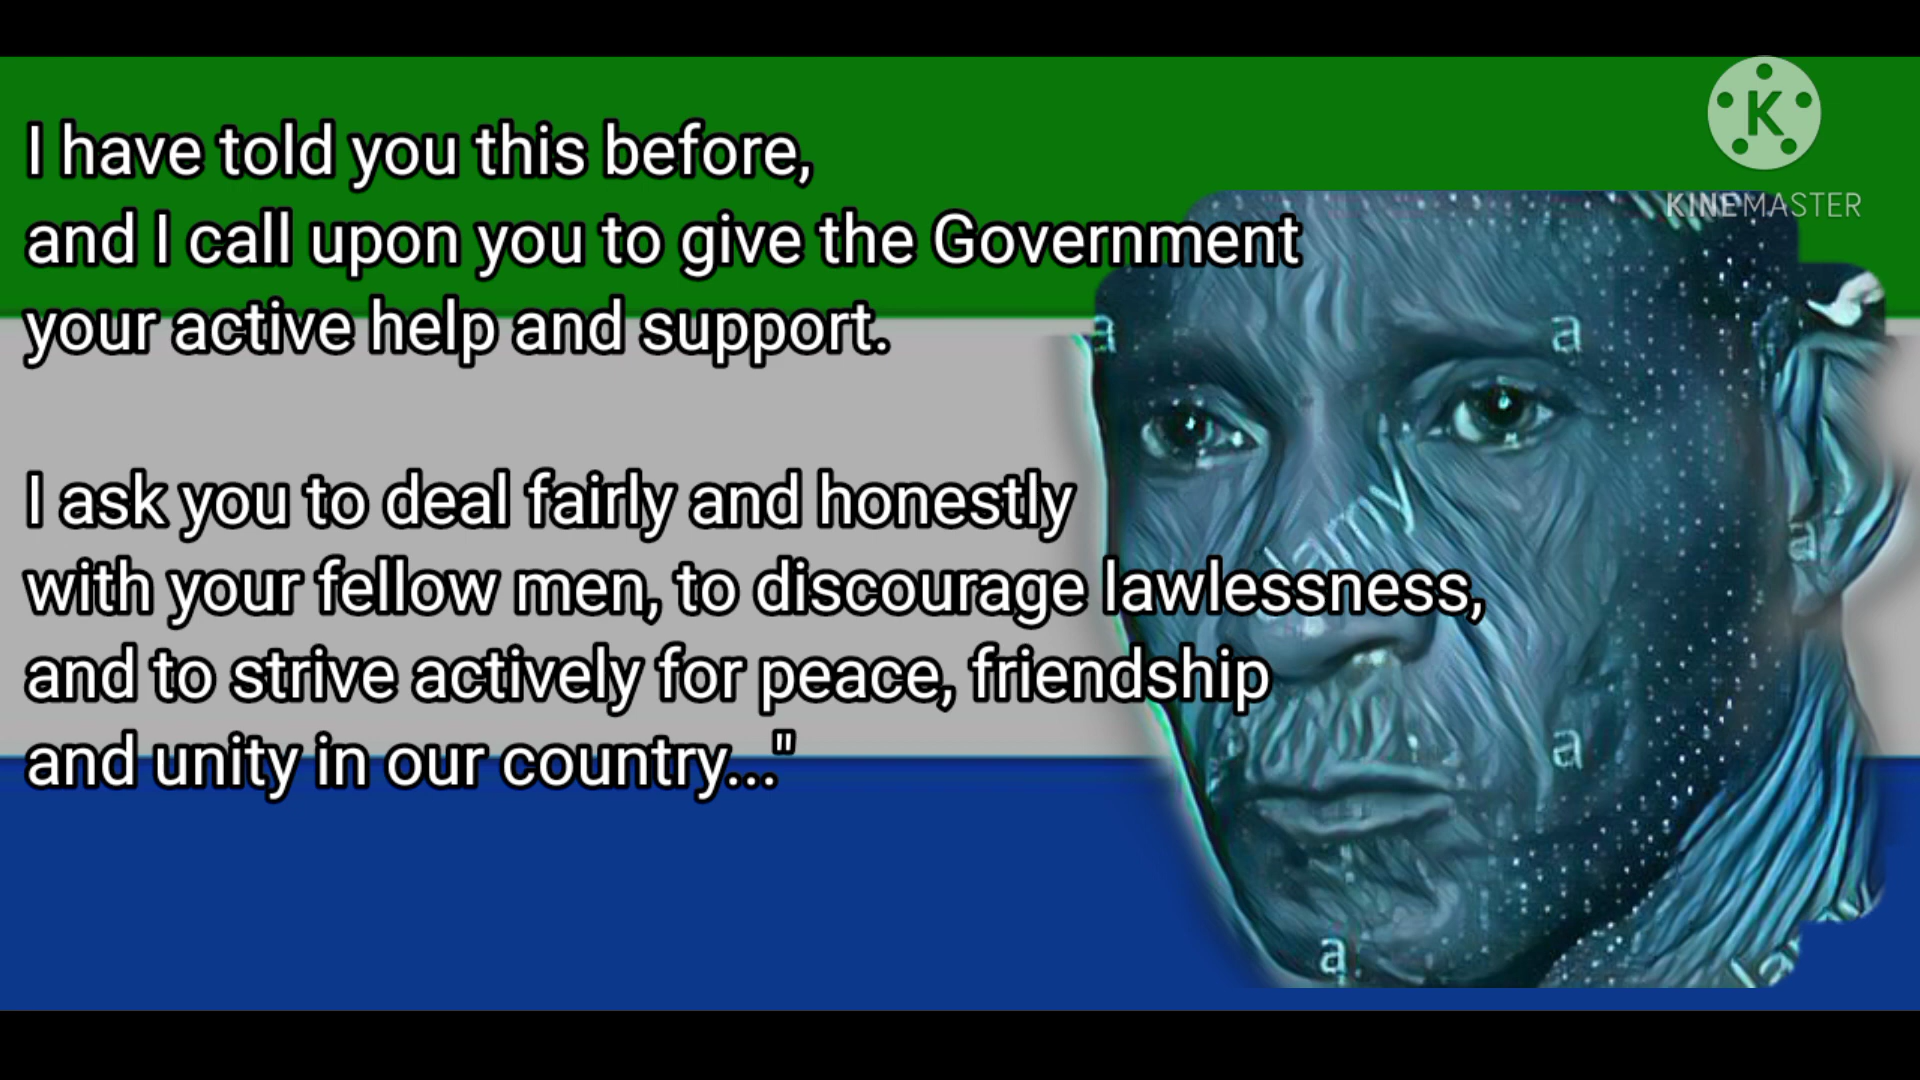 I have told you this before,
and I call upon you to give the Government
your active help and support.
I ask you to deal fairly and honestly
with your fellow men, to discourage lawlessness,
and to strive actively for peace, friendship
and unity in our country..."
K
KINEMASTER
a
a
a
a
a